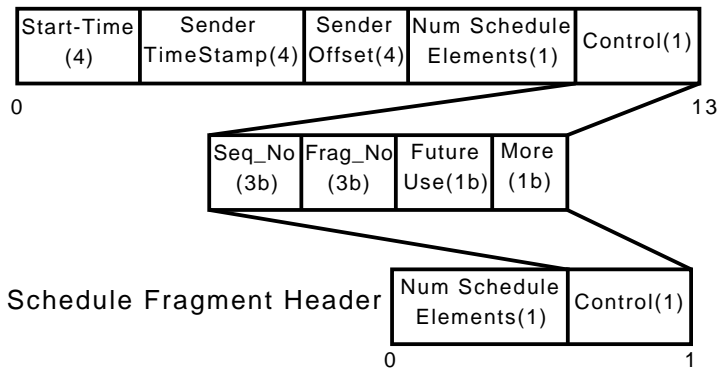 Start-Time
(4)
Sender
TimeStamp(4)
Sender
Offset(4)
Num Schedule
Elements(1)
Control(1)
0
13
Seq_No
(3b)
Frag_No
(3b)
Future
Use(1b)
More
(1b)
Schedule Fragment Header
Num Schedule
Elements(1)
Control(1)
0
1